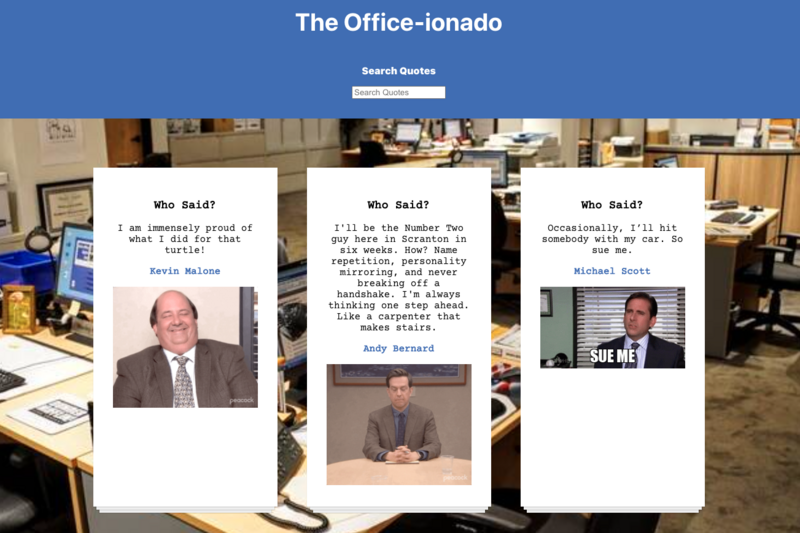 The Office-ionado
Search Quotes
Search Quotes
Who Said?
I am immensely proud of
what I did for that
turtle!
Kevin Malone
peacock
Who Said?
I'll be the Number Two
guy here in Scranton in
six weeks. How? Name
repetition, personality
mirroring, and never
breaking off a
handshake. I'm always
thinking one step ahead.
Like a carpenter that
makes stairs.
Andy Bernard
peacock
Who Said?
Occasionally, I’ll hit
somebody with my car. So
sue me.
Michael Scott
SUE ME